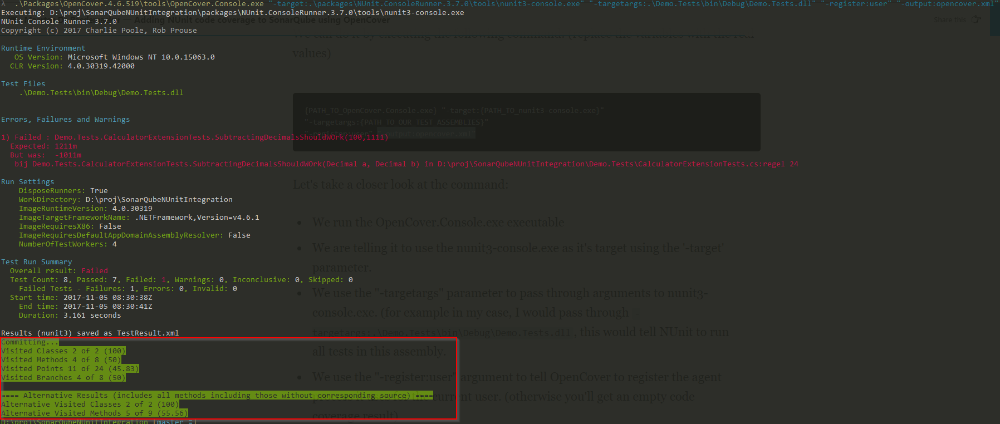 λ .\Packages\OpenCover.4.6.519\tools\OpenCover.Console.exe "-target:.\packages\NUnit.ConsoleRunner.3.7.0\tools\nunit3-console.exe" "-targetargs:.\Demo.Tests\bin\Debug\Demo.Tests.dll" "-register:user" "-output:opencover.xml"
Executing: D:\proj\SonarQubeNUnitIntegration\packages\NUnit.ConsoleRunner.3.7.0\tools\nunit3-console.exe
NUnit Console Runner 3.7.0
— Adding NUnit code coverage to SonarQube using OpenCover
Share this
Copyright (c) 2017 Charlie Poole, Rob Prouse
We can do it by executing the following command: (replace the variables with the real
values)
Runtime Environment
OS Version: Microsoft Windows NT 10.0.15063.0
CLR Version: 4.0.30319.42000
Test Files
.\Demo.Tests\bin\Debug\Demo.Tests.dll
{PATH_TO_OpenCover.Console.exe} "-target:{PATH_TO_nunit3-console.exe}"
"-targetargs:{PATH_TO_OUR_TEST_ASSEMBLIES}"
"-register:user" "-output:opencover.xml"
Errors, Failures and Warnings
1) Failed : Demo.Tests.CalculatorExtensionTests.SubtractingDecimalsShouldWOrk(100,1111)
Expected: 1211m
But was: -1011m
bij Demo.Tests.CalculatorExtensionTests.SubtractingDecimalsShouldWOrk(Decimal a, Decimal b) in D:\proj\SonarQubeNUnitIntegration\Demo.Tests\CalculatorExtensionTests.cs:regel 24
Let's take a closer look at the command:
Run Settings
DisposeRunners: True
WorkDirectory: D:\proj\SonarQubeNUnitIntegration
ImageRuntimeVersion: 4.0.30319
ImageTargetFrameworkName: .NETFramework,Version=v4.6.1
ImageRequiresX86: False
ImageRequiresDefaultAppDomainAssemblyResolver: False
NumberOfTestWorkers: 4
• We run the OpenCover.Console.exe executable
• We are telling it to use the nunit3-console.exe as it's target using the '-target'
parameter.
• We use the "-targetargs" parameter to pass through arguments to nunit3-
console.exe. (for example in my case, I would pass through -
targetargs:.\Demo.Tests\bin\Debug\Demo.Tests.dll , this would tell NUnit to run
all tests in this assembly.
• We use the "-register:user" argument to tell OpenCover to register the agent
current user. (otherwise you'll get an empty code
coverage result)
Test Run Summary
Overall result: Failed
Test Count: 8, Passed: 7, Failed: 1, Warnings: 0, Inconclusive: 0, Skipped: 0
Failed Tests - Failures: 1, Errors: 0, Invalid: 0
Start time: 2017-11-05 08:30:38Z
End time: 2017-11-05 08:30:41Z
Duration: 3.161 seconds
Results (nunit3) saved as TestResult.xml
Committing...
Visited Classes 2 of 2 (100)
Visited Methods 4 of 8 (50)
Visited Points 11 of 24 (45.83)
Visited Branches 4 of 8 (50)
==== Alternative Results (includes all methods including those without corresponding source) ====
Alternative Visited Classes 2 of 2 (100)
Alternative Visited Methods 5 of 9 (55.56)
D:\proj\SonarQubeNUnitIntegration [master ≡]